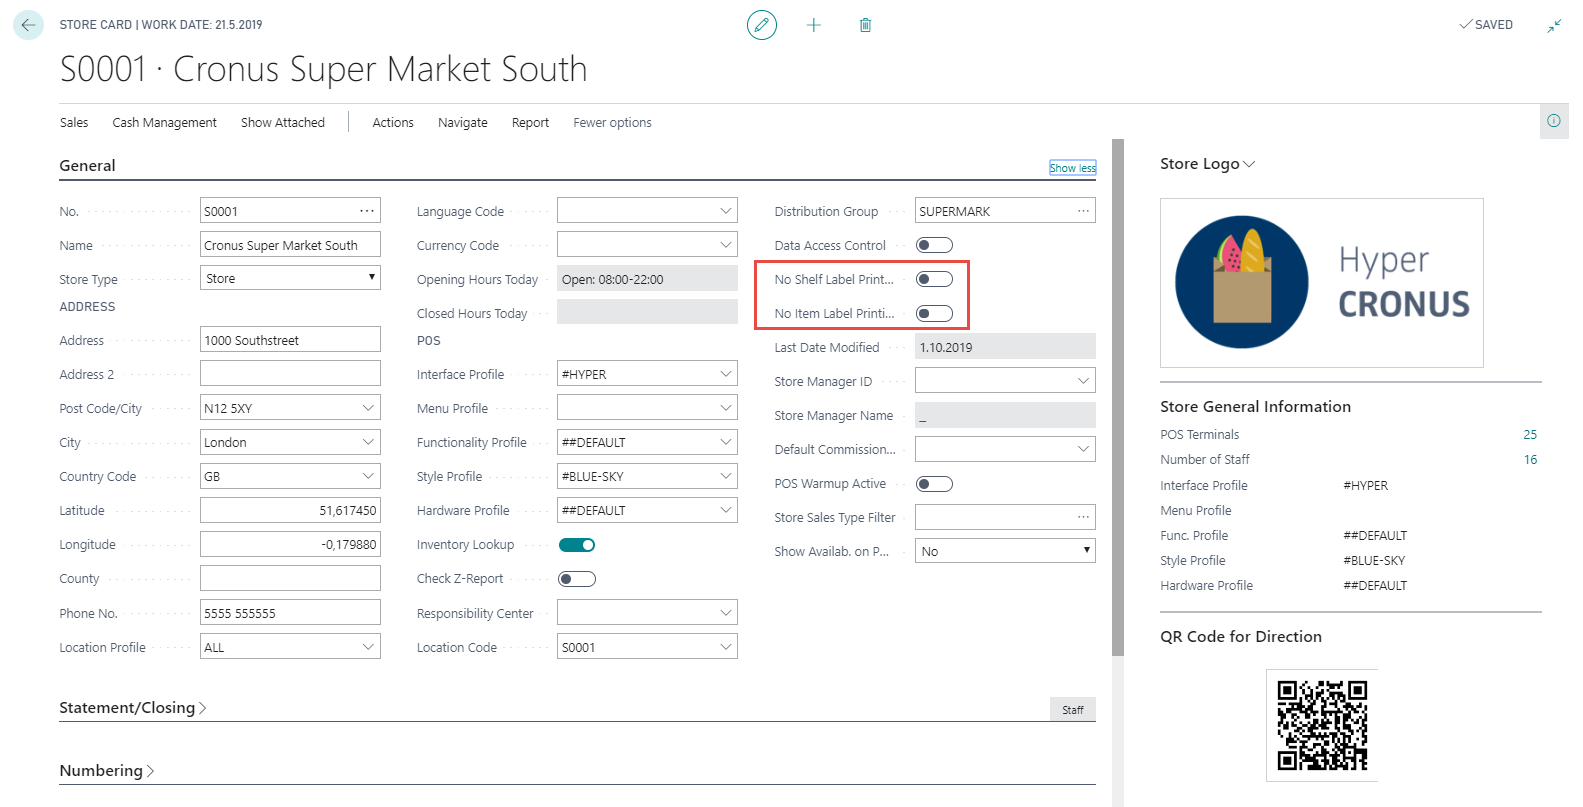 STORE CARD | WORK DATE: 21.5.2019
SAVED
S0001 · Cronus Super Market South
Sales Cash Management Show Attached Actions Navigate Report Fewer options
General
Show less
No. S0001 ···
Name Cronus Super Market South
Store Type Store
ADDRESS
Address 1000 Southstreet
Address 2
Post Code/City N12 5XY
City London
Country Code GB
Latitude 51,617450
Longitude -0,179880
County
Phone No. 5555 555555
Location Profile ALL
Language Code
Currency Code
Opening Hours Today Open: 08:00-22:00
Closed Hours Today
POS
Interface Profile #HYPER
Menu Profile
Functionality Profile ##DEFAULT
Style Profile #BLUE-SKY
Hardware Profile ##DEFAULT
Inventory Lookup
Check Z-Report
Responsibility Center
Location Code S0001
Distribution Group SUPERMARK ···
Data Access Control
No Shelf Label Print...
No Item Label Printi...
Last Date Modified 1.10.2019
Store Manager ID
Store Manager Name _
Default Commission...
POS Warmup Active
Store Sales Type Filter ···
Show Availab. on P... No
Statement/Closing
Staff
Numbering
Store Logo
Hyper
CRONUS
Store General Information
POS Terminals 25
Number of Staff 16
Interface Profile #HYPER
Menu Profile
Func. Profile ##DEFAULT
Style Profile #BLUE-SKY
Hardware Profile ##DEFAULT
QR Code for Direction